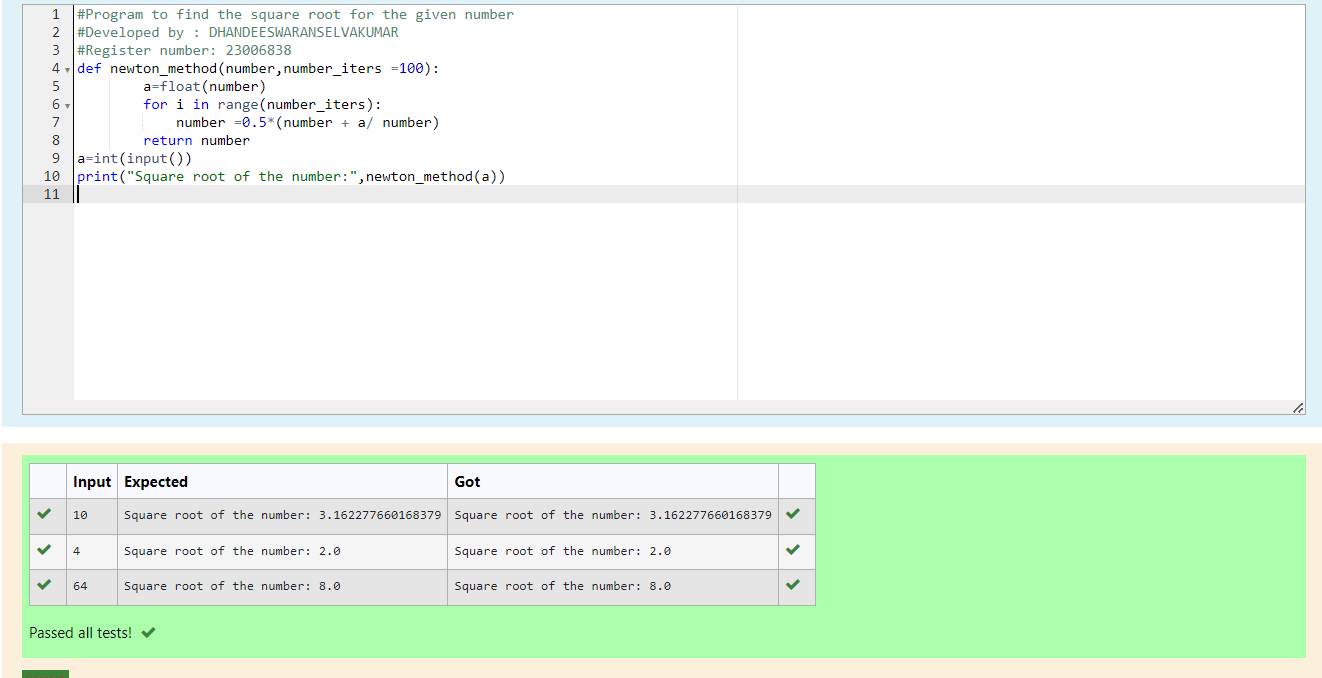 1 #Program to find the square root for the given number
2 #Developed by : DHANDEESWARANSELVAKUMAR
3 #Register number: 23006838
4 def newton_method(number,number_iters =100):
5         a=float(number)
6         for i in range(number_iters):
7             number =0.5*(number + a/ number)
8         return number
9 a=int(input())
10 print("Square root of the number:",newton_method(a))
11
Input Expected Got
10 Square root of the number: 3.162277660168379 Square root of the number: 3.162277660168379
4 Square root of the number: 2.0 Square root of the number: 2.0
64 Square root of the number: 8.0 Square root of the number: 8.0
Passed all tests!